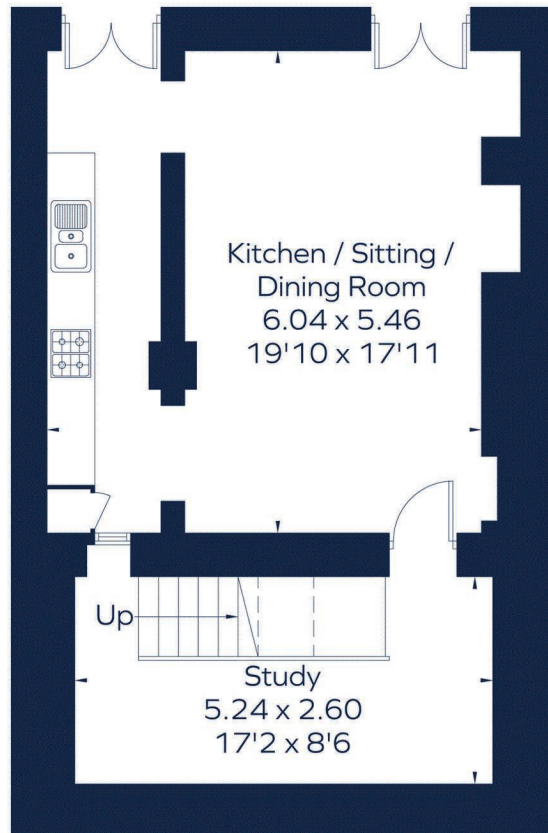 Kitchen / Sitting /
Dining Room
6.04 x 5.46
19'10 x 17'11
Up
Study
5.24 x 2.60
17'2 x 8'6